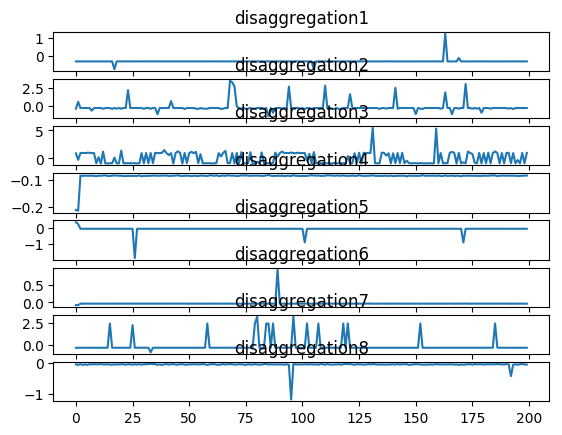 disaggregation1
1
0
disaggregation2
2.5
0.0
disaggregation3
5
0
disaggregation4
−0.1
−0.2
disaggregation5
0
−1
disaggregation6
0.5
0.0
disaggregation7
2.5
0.0
disaggregation8
0
−1
0 25 50 75 100 125 150 175 200